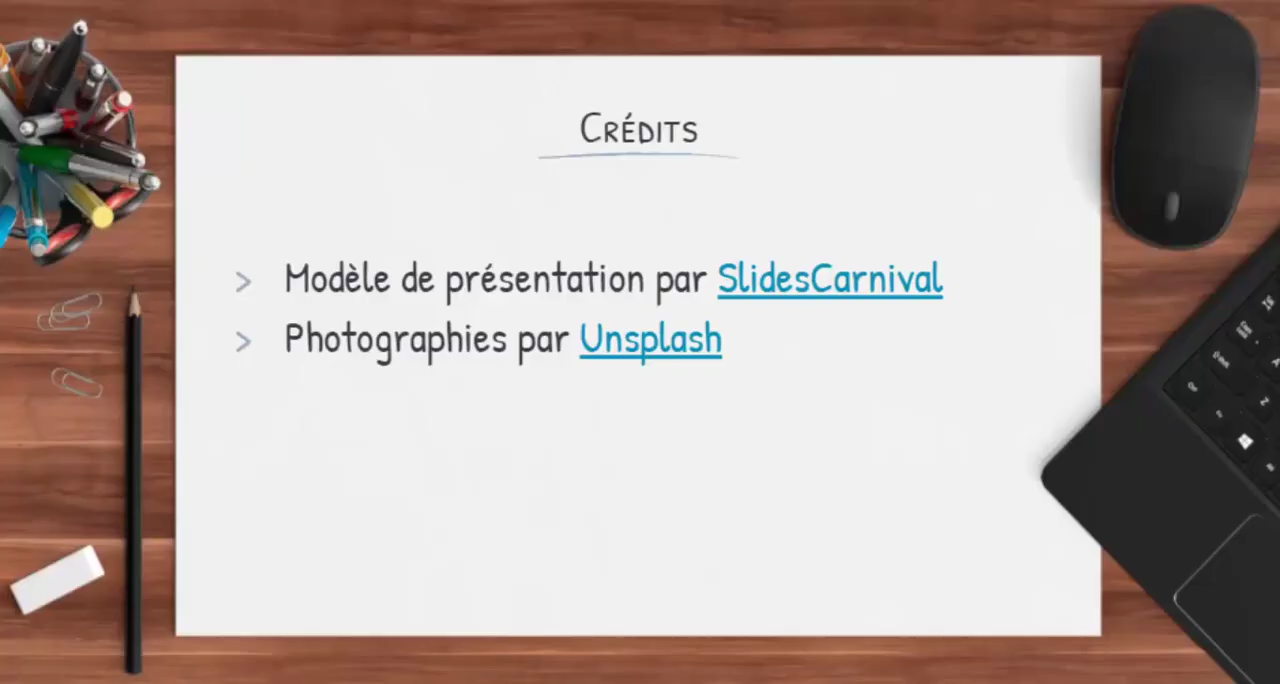 Crédits
> Modèle de présentation par SlidesCarnival
> Photographies par Unsplash